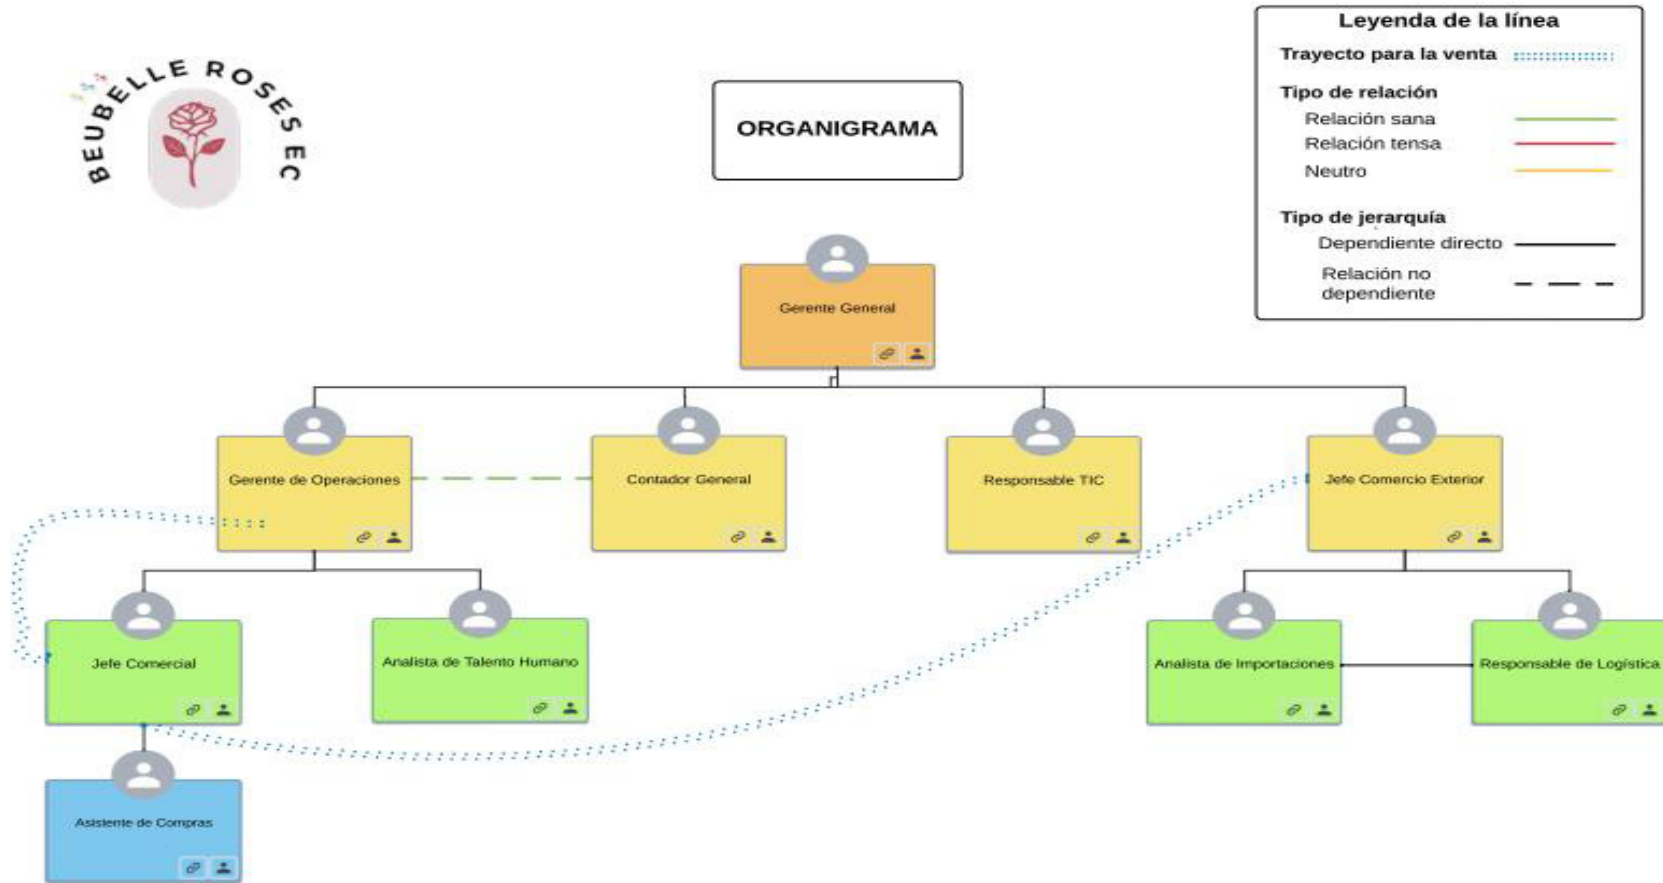 BEUBELLE ROSES EC
ORGANIGRAMA
Leyenda de la línea
Trayecto para la venta
Tipo de relación
Relación sana
Relación tensa
Neutro
Tipo de jerarquía
Dependiente directo
Relación no
dependiente
Gerente General
Gerente de Operaciones
Contador General
Responsable TIC
Jefe Comercio Exterior
Jefe Comercial
Analista de Talento Humano
Analista de Importaciones
Responsable de Logística
Asistente de Compras